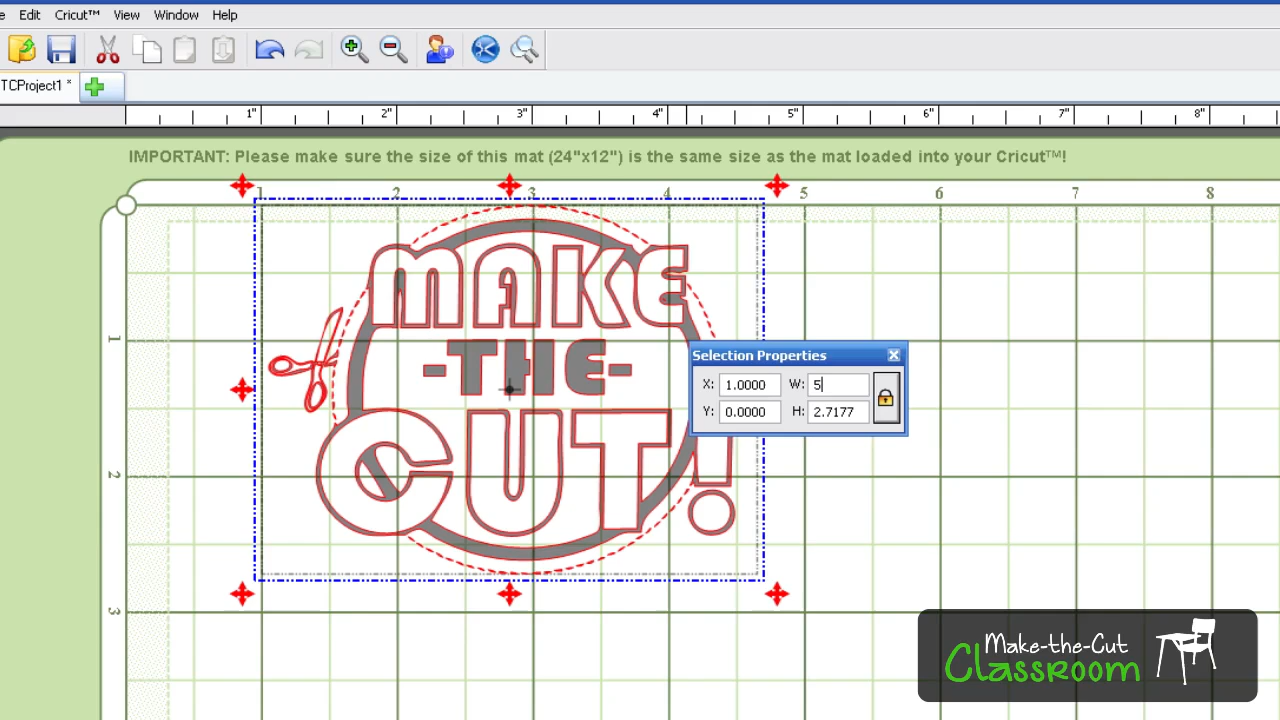 e Edit Cricut™ View Window Help
TCProject1 *
1" 2" 3" 4" 5" 6" 7" 8"
IMPORTANT: Please make sure the size of this mat (24"x12") is the same size as the mat loaded into your Cricut™!
1 2 3 4 5 6 7 8
MAKE
-THE-
CUT!
1
2
3
Selection Properties
X: 1.0000 W: 5
Y: 0.0000 H: 2.7177
Make-the-Cut
Classroom